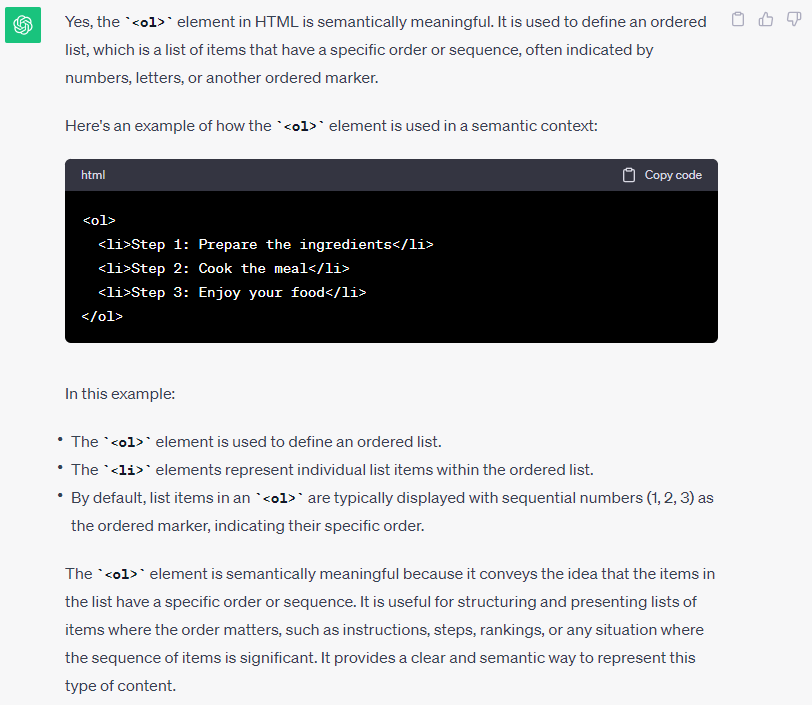 Yes, the `<ol>` element in HTML is semantically meaningful. It is used to define an ordered
list, which is a list of items that have a specific order or sequence, often indicated by
numbers, letters, or another ordered marker.
Here's an example of how the `<ol>` element is used in a semantic context:
html Copy code
<ol>
  <li>Step 1: Prepare the ingredients</li>
  <li>Step 2: Cook the meal</li>
  <li>Step 3: Enjoy your food</li>
</ol>
In this example:
• The `<ol>` element is used to define an ordered list.
• The `<li>` elements represent individual list items within the ordered list.
• By default, list items in an `<ol>` are typically displayed with sequential numbers (1, 2, 3) as
the ordered marker, indicating their specific order.
The `<ol>` element is semantically meaningful because it conveys the idea that the items in
the list have a specific order or sequence. It is useful for structuring and presenting lists of
items where the order matters, such as instructions, steps, rankings, or any situation where
the sequence of items is significant. It provides a clear and semantic way to represent this
type of content.